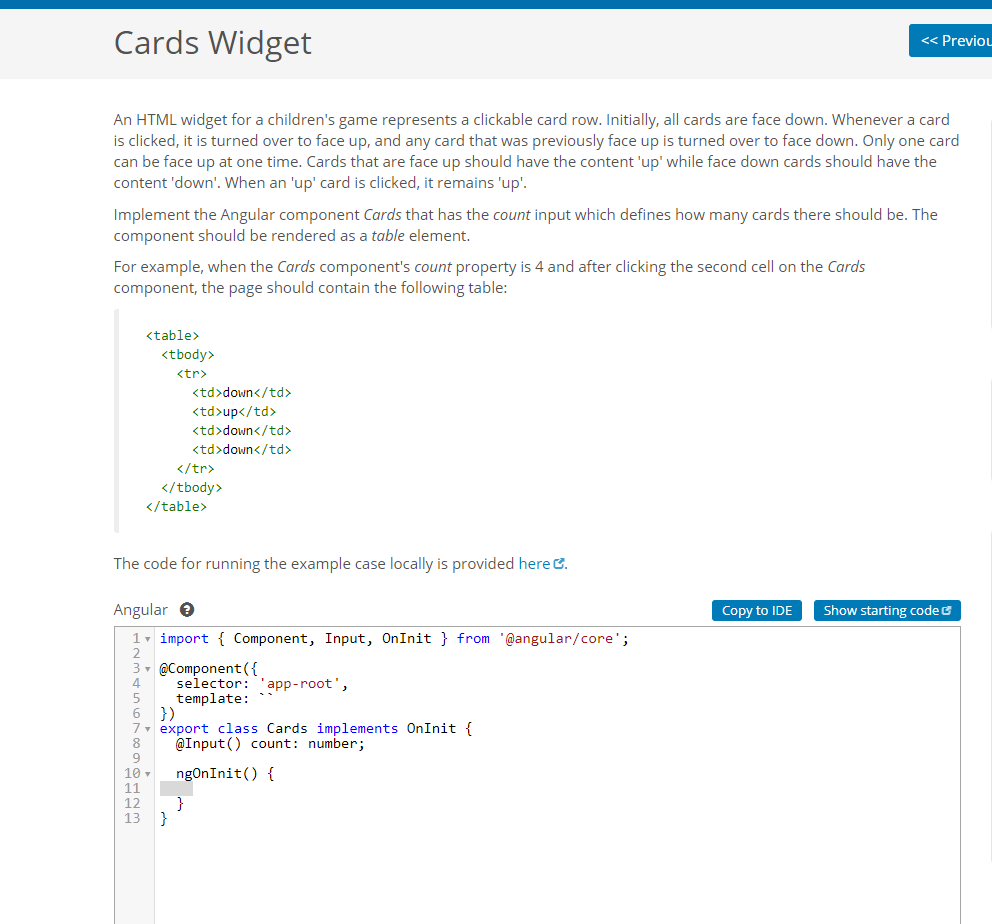 Cards Widget
<< Previou
An HTML widget for a children's game represents a clickable card row. Initially, all cards are face down. Whenever a card
is clicked, it is turned over to face up, and any card that was previously face up is turned over to face down. Only one card
can be face up at one time. Cards that are face up should have the content 'up' while face down cards should have the
content 'down'. When an 'up' card is clicked, it remains 'up'.
Implement the Angular component Cards that has the count input which defines how many cards there should be. The
component should be rendered as a table element.
For example, when the Cards component's count property is 4 and after clicking the second cell on the Cards
component, the page should contain the following table:
<table>
  <tbody>
    <tr>
      <td>down</td>
      <td>up</td>
      <td>down</td>
      <td>down</td>
    </tr>
  </tbody>
</table>
The code for running the example case locally is provided here.
Angular ?
Copy to IDE
Show starting code
1 import { Component, Input, OnInit } from '@angular/core';
2
3 @Component({
4   selector: 'app-root',
5   template: ``
6 })
7 export class Cards implements OnInit {
8   @Input() count: number;
9
10   ngOnInit() {
11
12   }
13 }